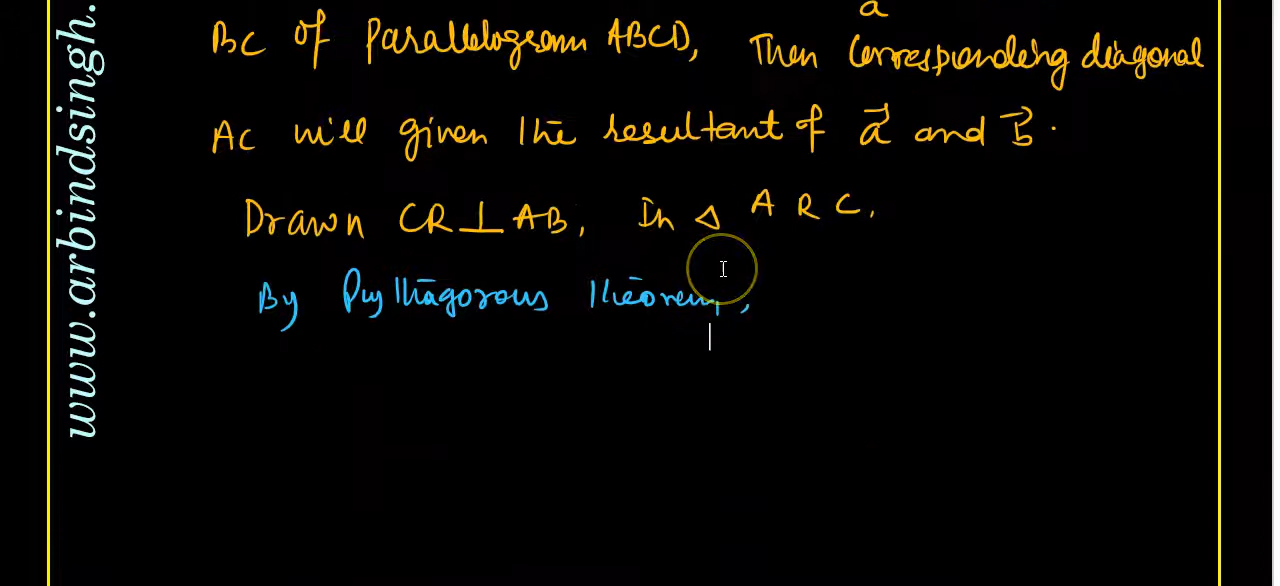 www.arbindsingh.
a
BC of Parallelogram ABCD, Then Corresponding diagonal
AC will given the resultant of a⃗ and b⃗.
Drawn CR⊥AB, In Δ ARC,
By Pythagorous Theorem,